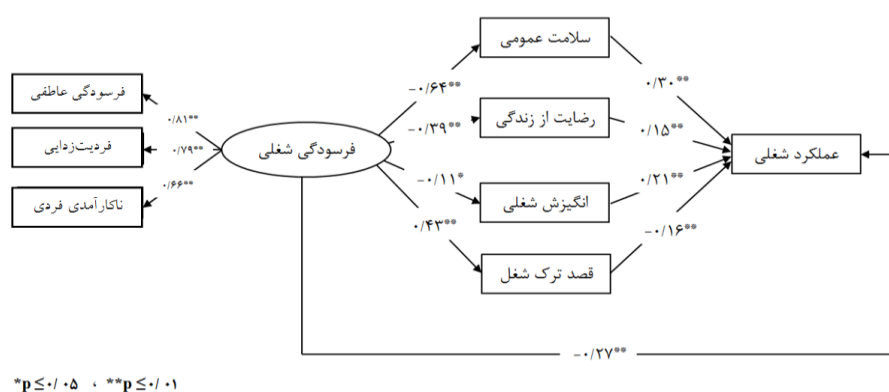 سلامت عمومی
۰/۳۰**
-۰/۶۴**
فرسودگی عاطفی
۰/۸۱**
رضایت از زندگی
-۰/۳۹**
۰/۱۵**
فردیت‌زدایی
۰/۷۹**
فرسودگی شغلی
عملکرد شغلی
ناکارآمدی فردی
۰/۶۶**
-۰/۱۱*
انگیزش شغلی
۰/۲۱**
۰/۴۳**
-۰/۱۶**
قصد ترک شغل
-۰/۲۷**
*p ≤۰/۰۵ ، **p ≤۰/۰۱